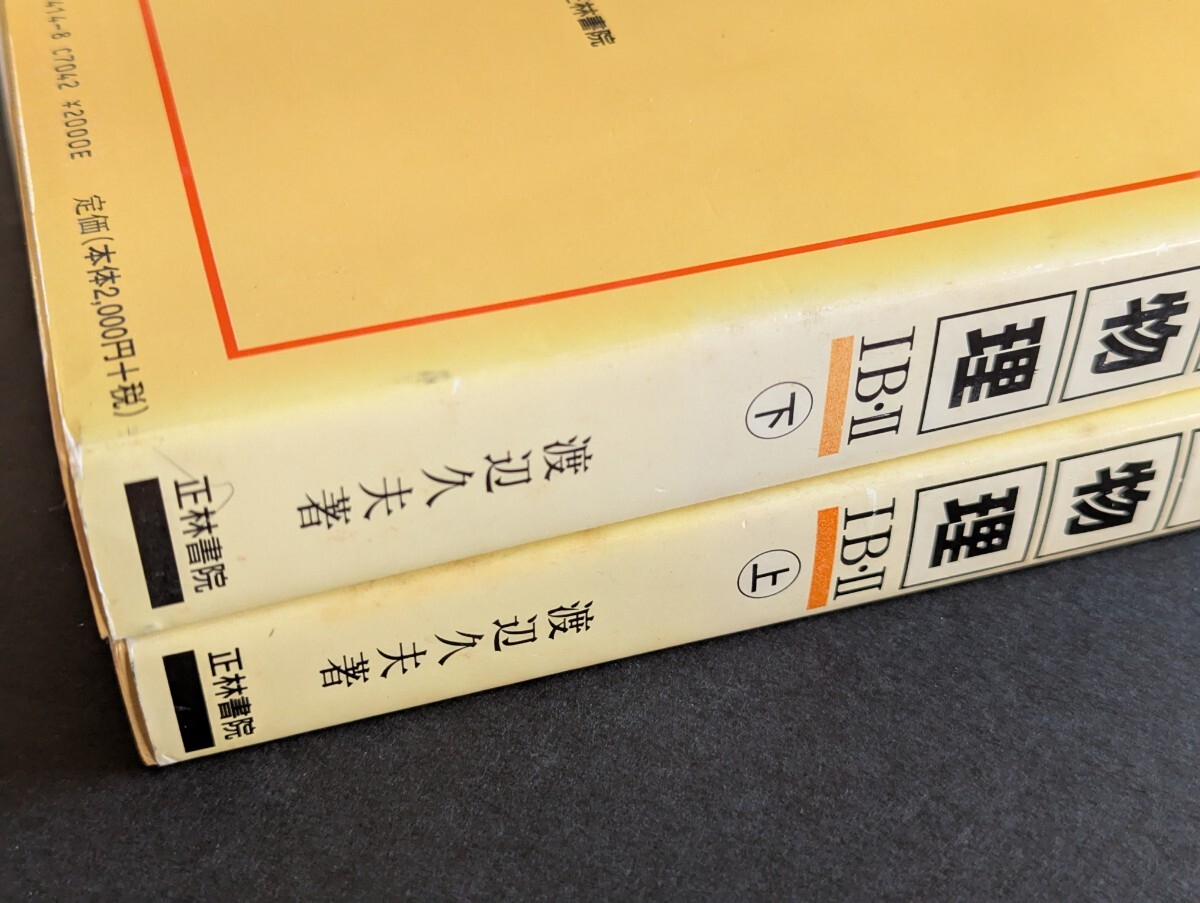 林書院
414-8 C7042 ¥2000E
定価(本体2,000円+税)
物理
IB・II
下
渡辺久夫著
正林書院
物理
IB・II
上
渡辺久夫著
正林書院